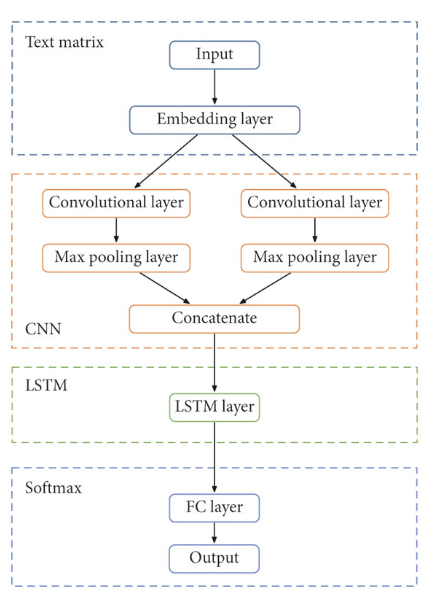 Text matrix
Input
Embedding layer
Convolutional layer
Convolutional layer
Max pooling layer
Max pooling layer
Concatenate
CNN
LSTM
LSTM layer
Softmax
FC layer
Output